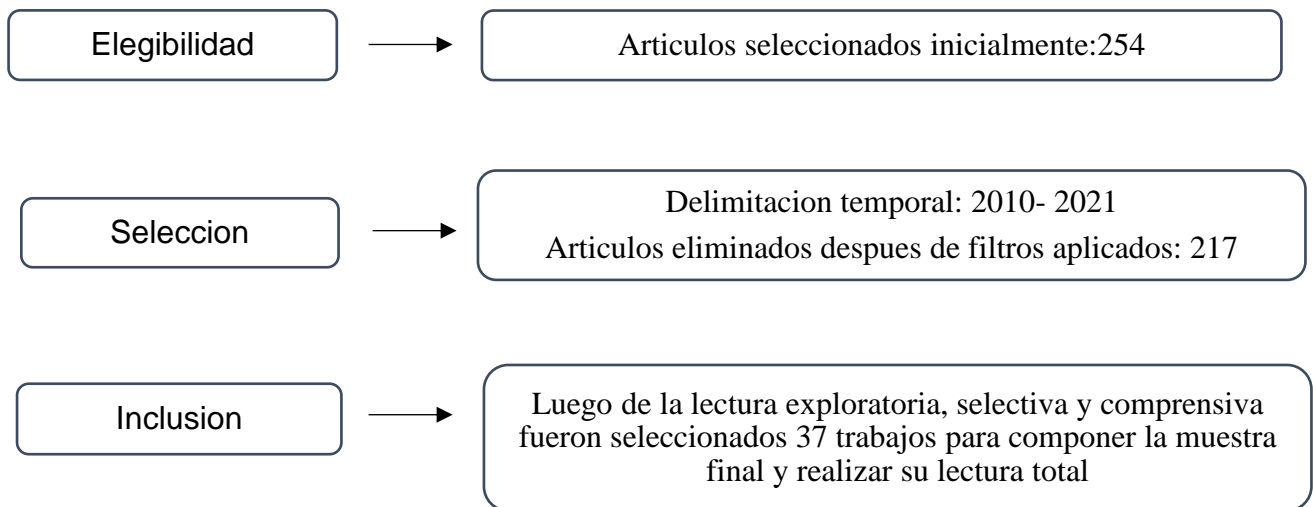 Elegibilidad
Articulos seleccionados inicialmente:254
Seleccion
Delimitacion temporal: 2010- 2021
Articulos eliminados despues de filtros aplicados: 217
Inclusion
Luego de la lectura exploratoria, selectiva y comprensiva
fueron seleccionados 37 trabajos para componer la muestra
final y realizar su lectura total